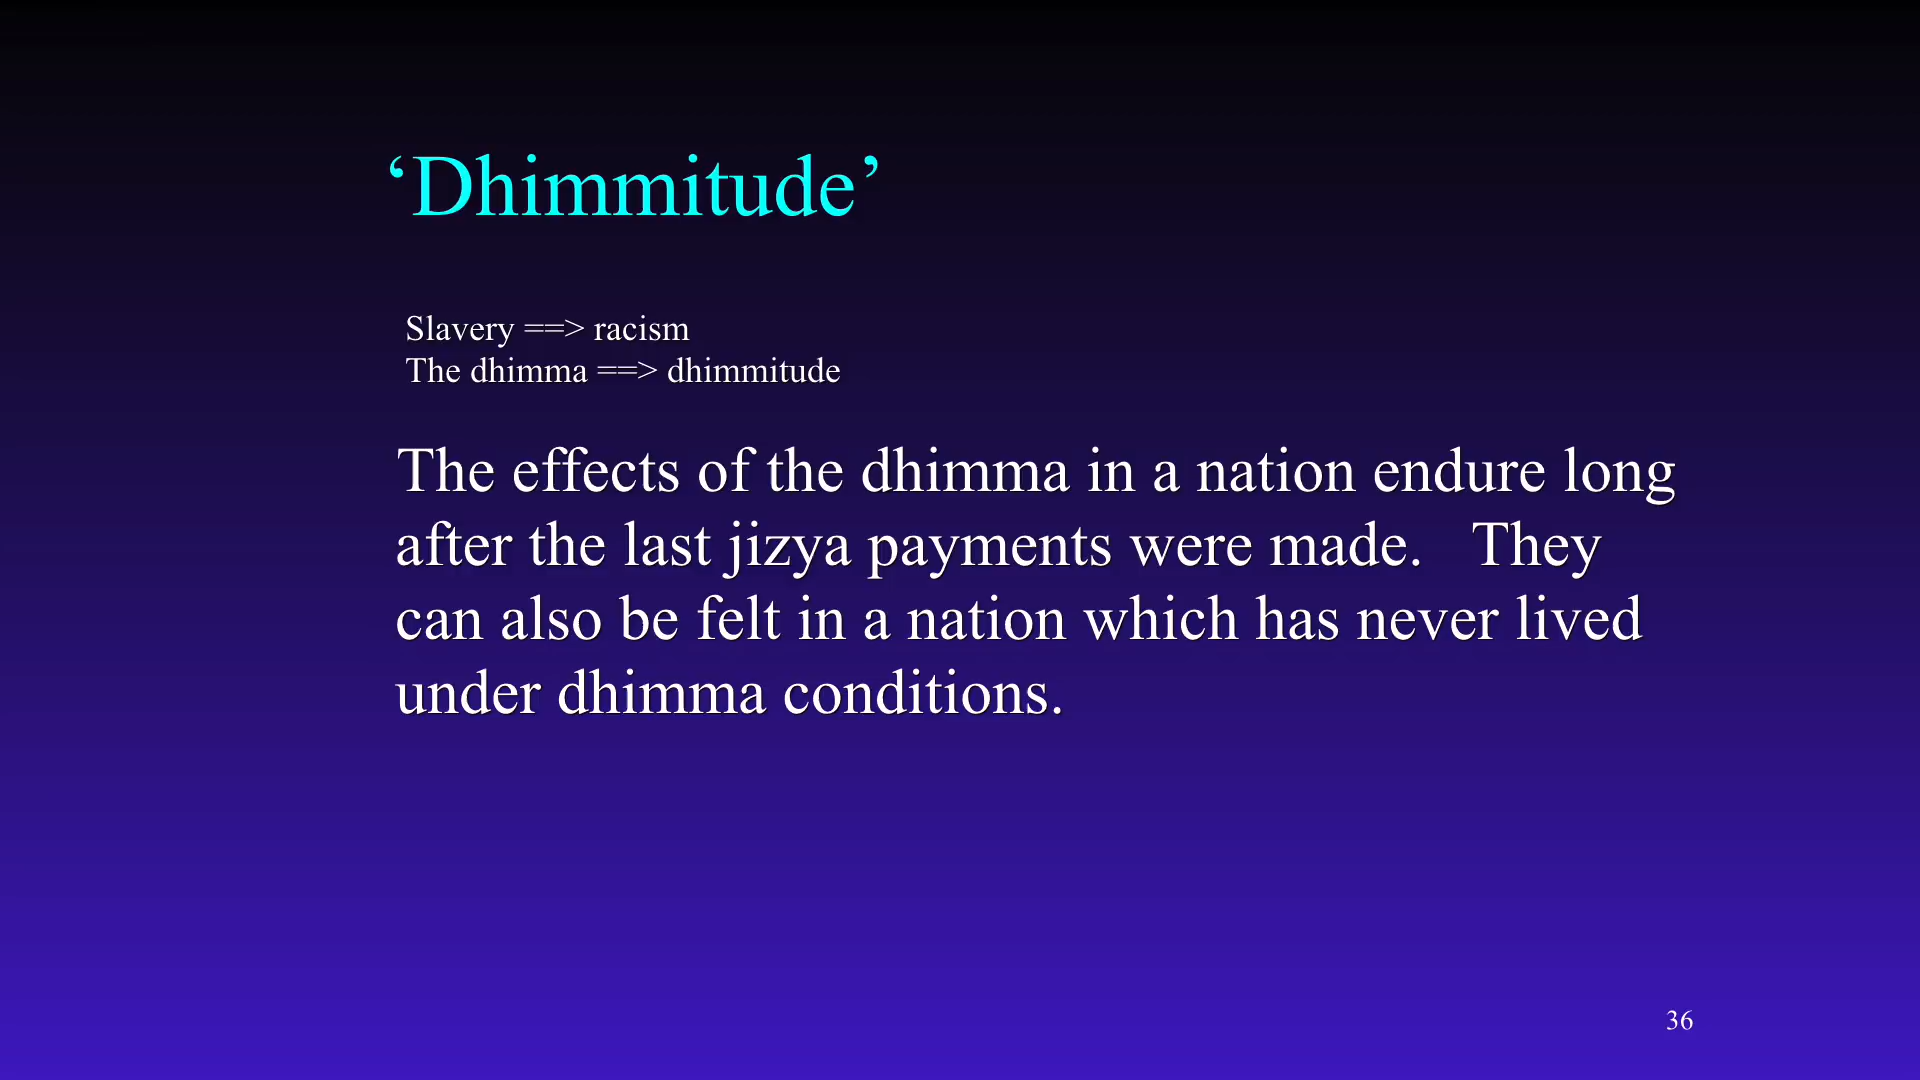 ‘Dhimmitude’
Slavery ==> racism
The dhimma ==> dhimmitude
The effects of the dhimma in a nation endure long
after the last jizya payments were made.   They
can also be felt in a nation which has never lived
under dhimma conditions.
36